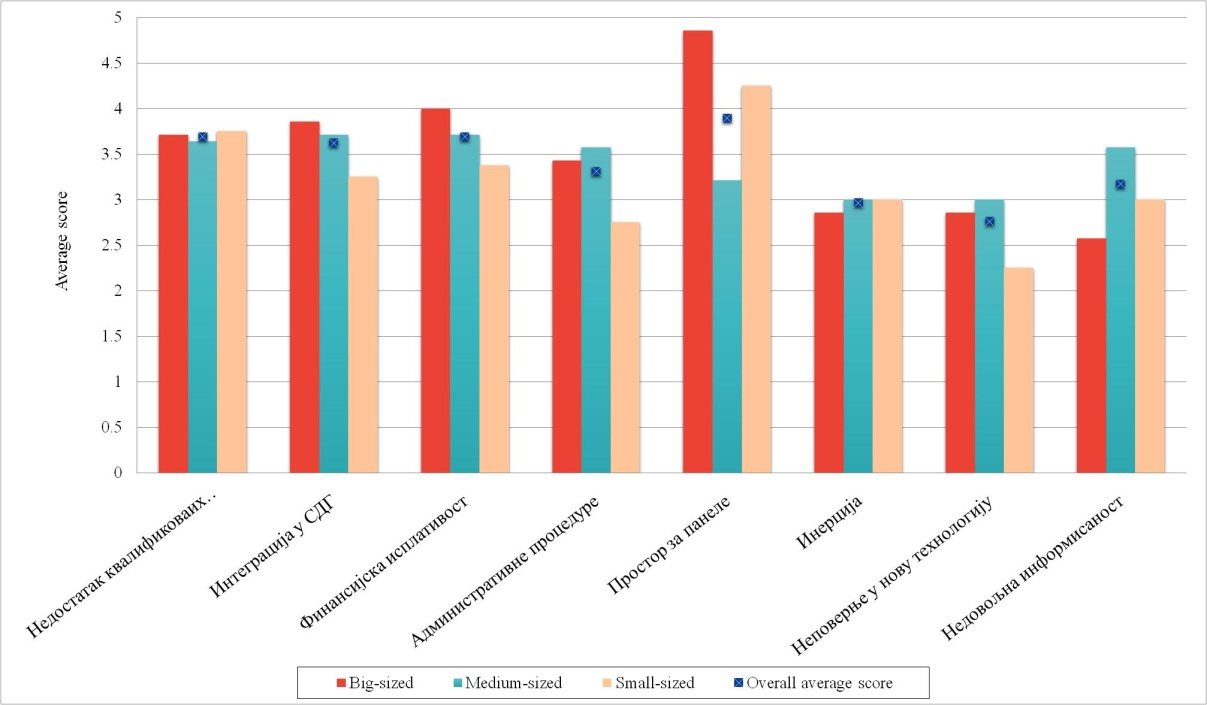 5
4.5
4
3.5
3
2.5
2
1.5
1
0.5
0
Average score
Недостатак квалификоваих…
Интеграција у СДГ
Финансијска исплативост
Административне процедуре
Простор за панеле
Инерција
Неповерње у нову технологију
Недовољна информисаност
Big-sized
Medium-sized
Small-sized
Overall average score